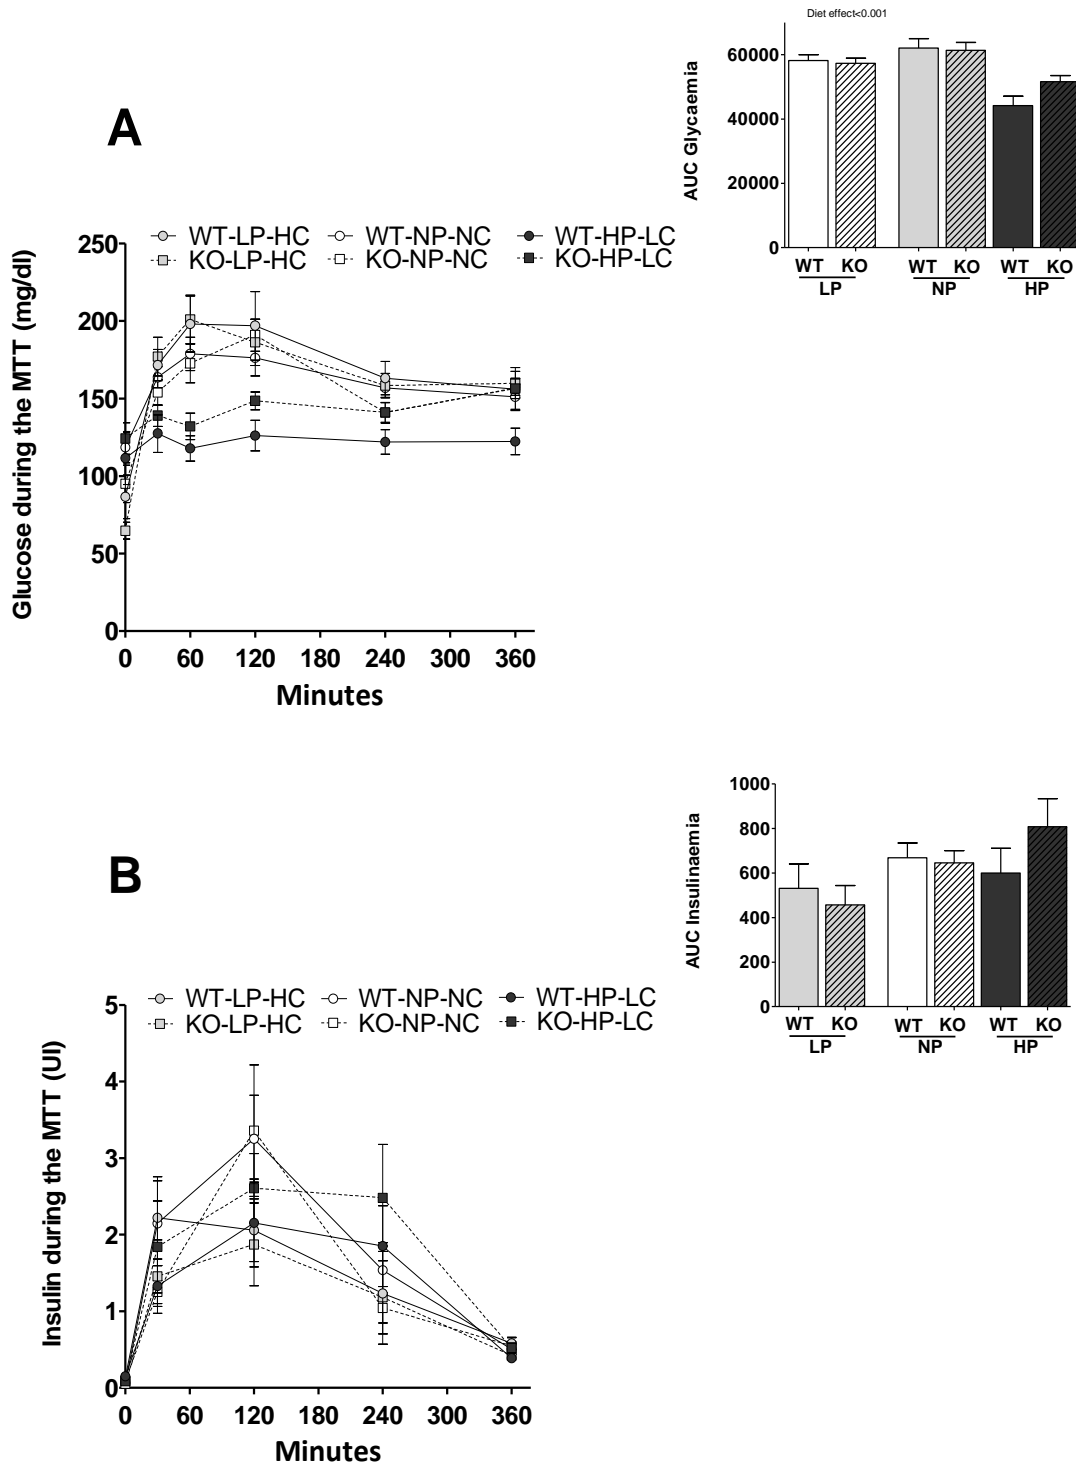 Diet effect<0.001
AUC Glycaemia
60000
40000
20000
0
WT KO WT KO WT KO
LP NP HP
A
WT-LP-HC WT-NP-NC WT-HP-LC
KO-LP-HC KO-NP-NC KO-HP-LC
Glucose during the MTT (mg/dl)
250
200
150
100
50
0
0 60 120 180 240 300 360
Minutes
AUC Insulinaemia
1000
800
600
400
200
0
WT KO WT KO WT KO
LP NP HP
B
WT-LP-HC WT-NP-NC WT-HP-LC
KO-LP-HC KO-NP-NC KO-HP-LC
Insulin during the MTT (UI)
5
4
3
2
1
0
0 60 120 180 240 300 360
Minutes